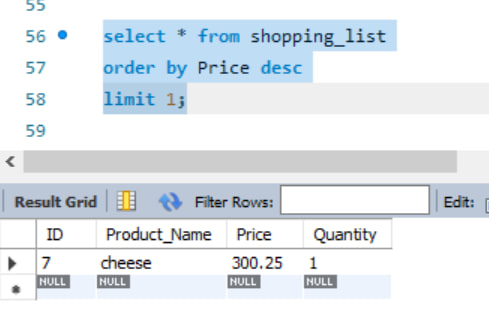 55
56 select * from shopping_list
57 order by Price desc
58 limit 1;
59
Result Grid Filter Rows: Edit:
ID Product_Name Price Quantity
7 cheese 300.25 1
NULL NULL NULL NULL